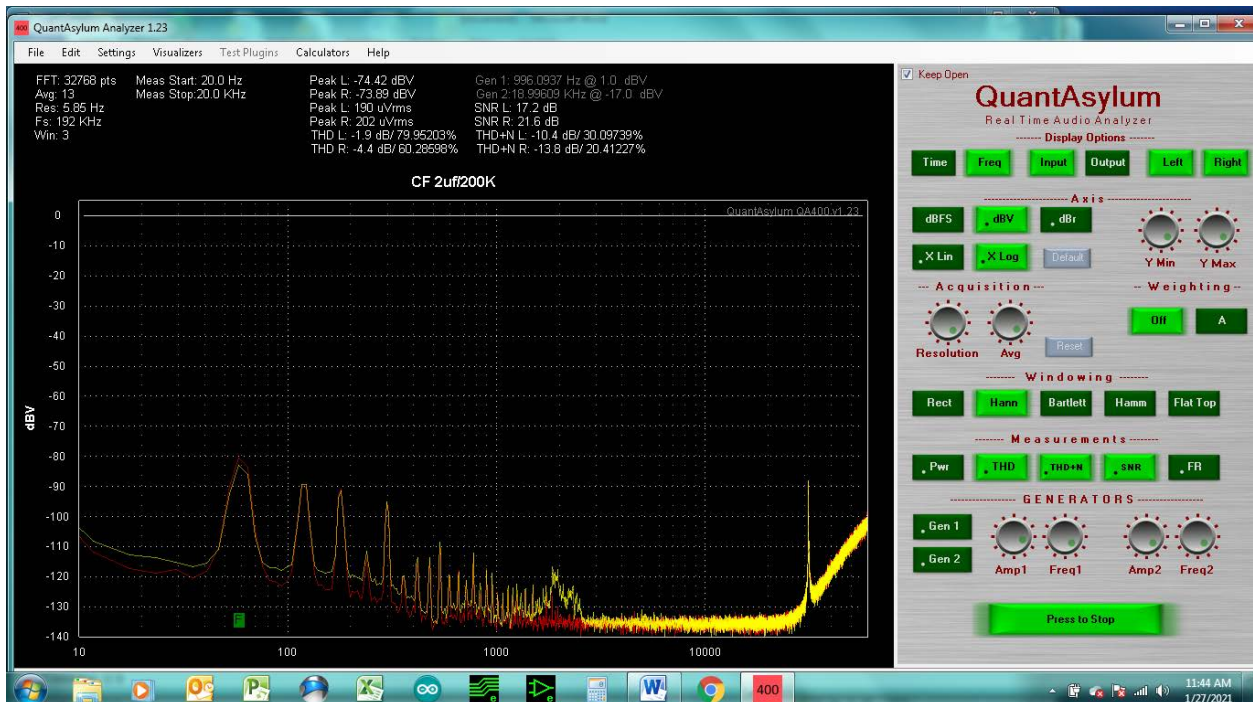 400 QuantAsylum Analyzer 1.23
File Edit Settings Visualizers Test Plugins Calculators Help
FFT: 32768 pts
Avg: 13
Res: 5.85 Hz
Fs: 192 KHz
Win: 3
Meas Start: 20.0 Hz
Meas Stop:20.0 KHz
Peak L: -74.42 dBV
Peak R: -73.89 dBV
Peak L: 190 uVrms
Peak R: 202 uVrms
THD L: -1.9 dB/ 79.95203%
THD R: -4.4 dB/ 60.28598%
Gen 1: 996.0937 Hz @ 1.0 dBV
Gen 2:18.99609 KHz @ -17.0 dBV
SNR L: 17.2 dB
SNR R: 21.6 dB
THD+N L: -10.4 dB/ 30.09739%
THD+N R: -13.8 dB/ 20.41227%
CF 2uf/200K
QuantAsylum QA400.v1.23
0
-10
-20
-30
-40
-50
-60
-70
-80
-90
-100
-110
-120
-130
-140
dBV
F
10 100 1000 10000
Keep Open
QuantAsylum
Real Time Audio Analyzer
Display Options
Time Freq Input Output Left Right
Axis
dBFS dBV dBr
X Lin X Log Default
Y Min Y Max
Acquisition
Weighting
Off A
Resolution Avg Reset
Windowing
Rect Hann Bartlett Hamm Flat Top
Measurements
Pwr THD THD+N SNR FR
GENERATORS
Gen 1
Gen 2
Amp1 Freq1 Amp2 Freq2
Press to Stop
e e 400
11:44 AM
1/27/2021